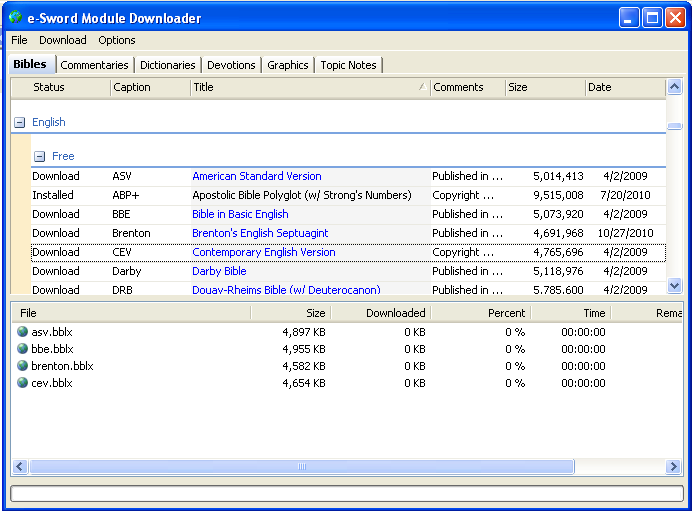 e-Sword Module Downloader
File Download Options
Bibles Commentaries Dictionaries Devotions Graphics Topic Notes
Status Caption Title Comments Size Date
English
Free
Download ASV American Standard Version Published in ... 5,014,413 4/2/2009
Installed ABP+ Apostolic Bible Polyglot (w/ Strong's Numbers) Copyright ... 9,515,008 7/20/2010
Download BBE Bible in Basic English Published in ... 5,073,920 4/2/2009
Download Brenton Brenton's English Septuagint Published in ... 4,691,968 10/27/2010
Download CEV Contemporary English Version Copyright ... 4,765,696 4/2/2009
Download Darby Darby Bible Published in ... 5,118,976 4/2/2009
Download DRB Douay-Rheims Bible (w/ Deuterocanon) Published in ... 5,785,600 4/2/2009
File Size Downloaded Percent Time Rema
asv.bblx 4,897 KB 0 KB 0 % 00:00:00
bbe.bblx 4,955 KB 0 KB 0 % 00:00:00
brenton.bblx 4,582 KB 0 KB 0 % 00:00:00
cev.bblx 4,654 KB 0 KB 0 % 00:00:00